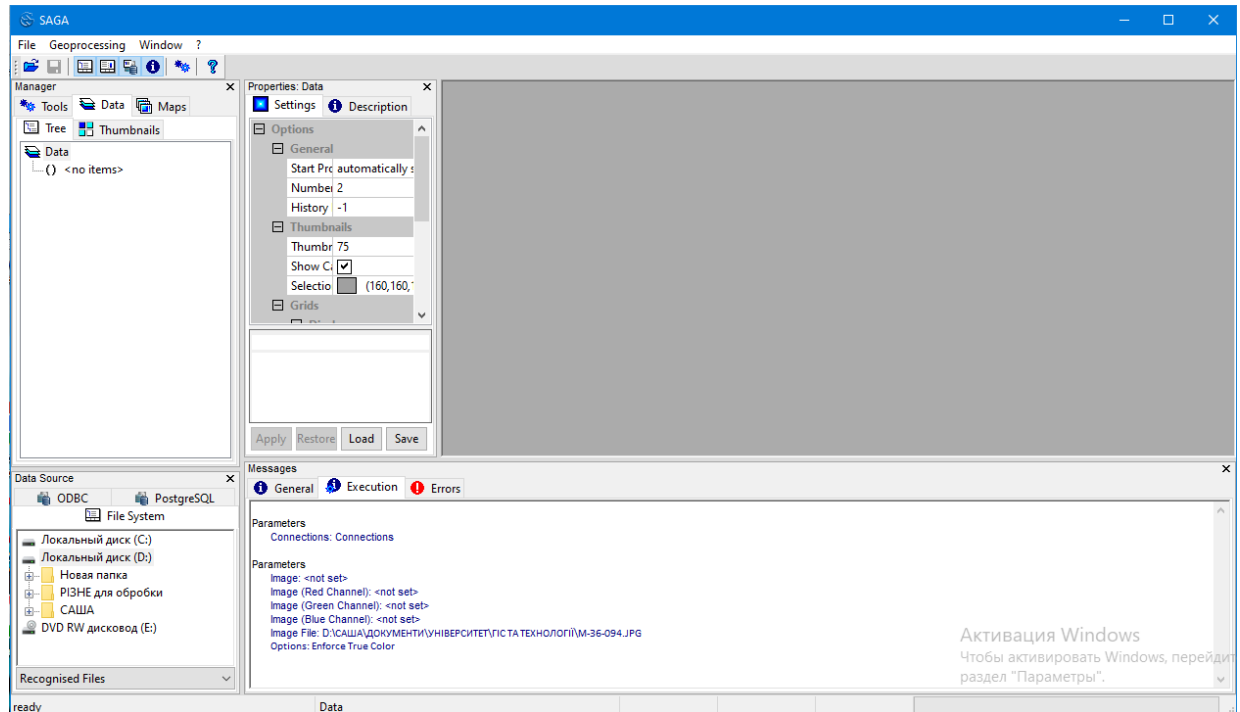 SAGA
File Geoprocessing Window ?
Manager
Tools Data Maps
Tree Thumbnails
Data
() <no items>
Properties: Data
Settings Description
Options
General
Start Prc automatically s
Number 2
History -1
Thumbnails
Thumbr 75
Show Ca
Selectio (160,160,1
Grids
Apply Restore Load Save
Data Source
ODBC PostgreSQL
File System
Локальный диск (C:)
Локальный диск (D:)
Новая папка
РІЗНЕ для обробки
САША
DVD RW дисковод (E:)
Recognised Files
Messages
General Execution Errors
Parameters
Connections: Connections
Parameters
Image: <not set>
Image (Red Channel): <not set>
Image (Green Channel): <not set>
Image (Blue Channel): <not set>
Image File: D:\САША\ДОКУМЕНТИ\УНІВЕРСИТЕТ\ГІС ТА ТЕХНОЛОГІЇ\M-36-094.JPG
Options: Enforce True Color
Активация Windows
Чтобы активировать Windows, перейдит
раздел "Параметры".
ready Data